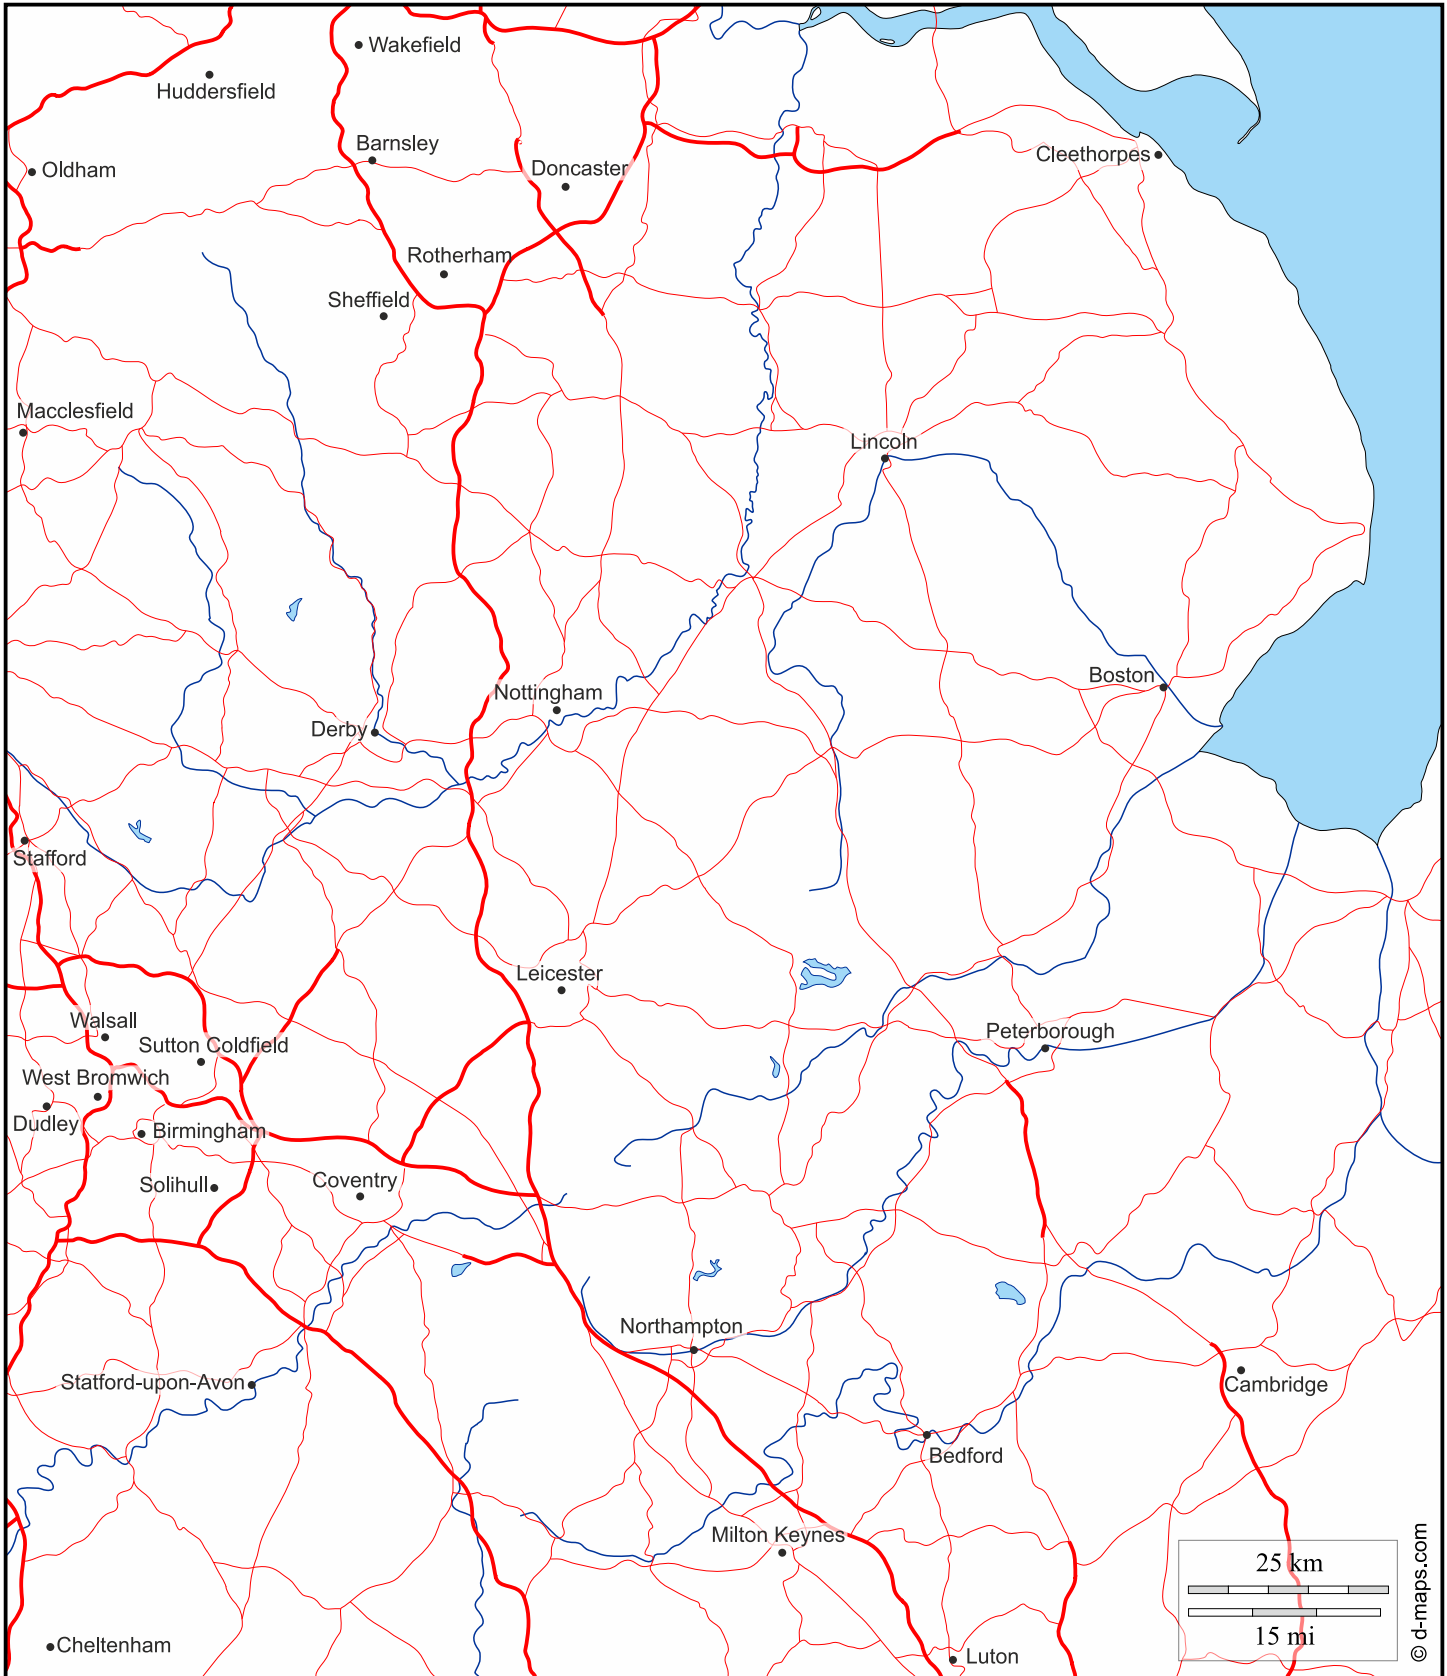 Wakefield
Huddersfield
Barnsley
Cleethorpes
Oldham
Doncaster
Rotherham
Sheffield
Macclesfield
Lincoln
Boston
Nottingham
Derby
Stafford
Leicester
Walsall
Peterborough
Sutton Coldfield
West Bromwich
Dudley
Birmingham
Coventry
Solihull
Northampton
Statford-upon-Avon
Cambridge
Bedford
Milton Keynes
25 km
15 mi
Cheltenham
Luton
© d-maps.com